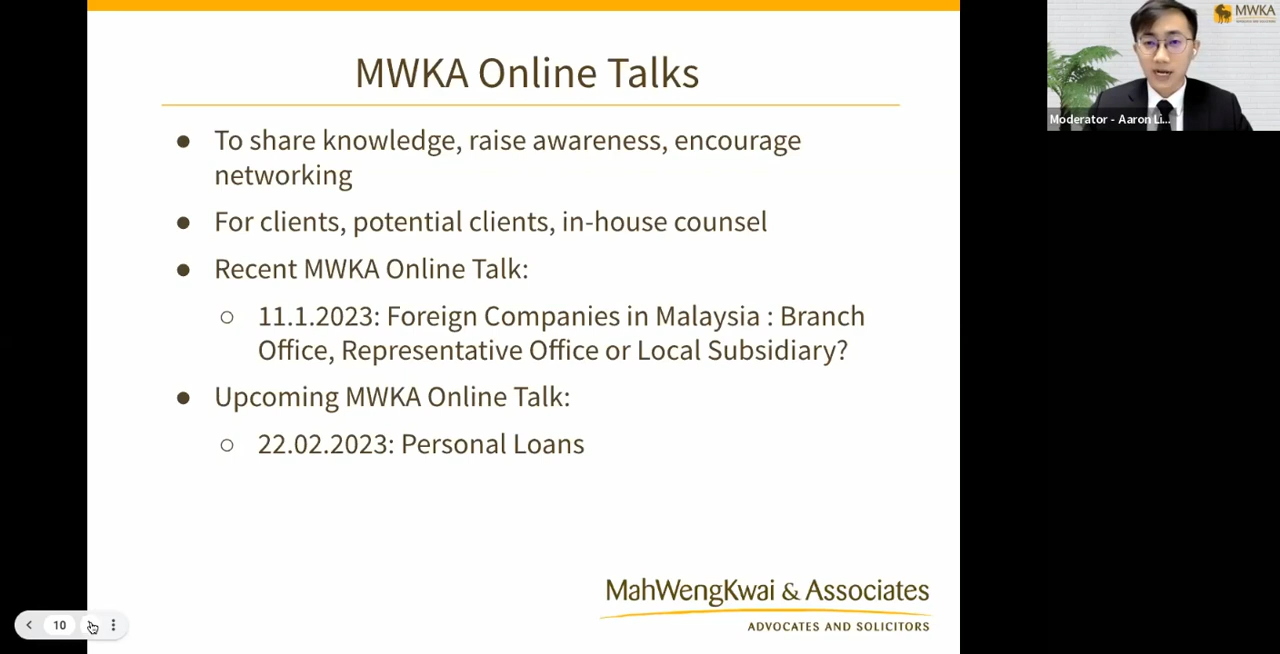 MWKA Online Talks
● To share knowledge, raise awareness, encourage
networking
● For clients, potential clients, in-house counsel
● Recent MWKA Online Talk:
○ 11.1.2023: Foreign Companies in Malaysia : Branch
Office, Representative Office or Local Subsidiary?
● Upcoming MWKA Online Talk:
○ 22.02.2023: Personal Loans
MahWengKwai & Associates
ADVOCATES AND SOLICITORS
10
MWKA
Moderator - Aaron Li...